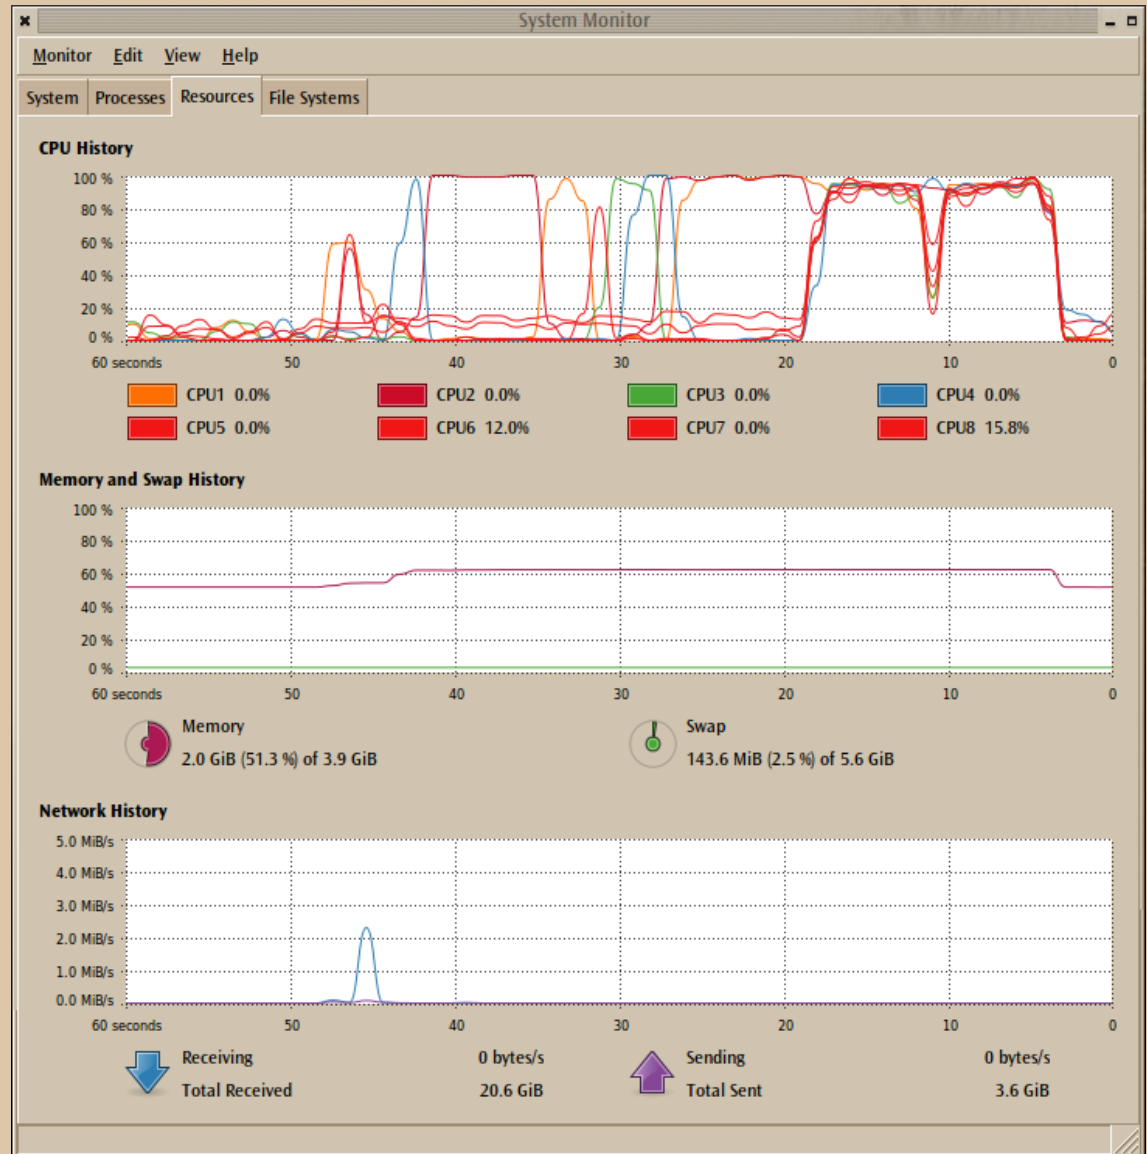 System Monitor
Monitor Edit View Help
System Processes Resources File Systems
CPU History
100 %
80 %
60 %
40 %
20 %
0 %
60 seconds 50 40 30 20 10 0
CPU1 0.0% CPU2 0.0% CPU3 0.0% CPU4 0.0%
CPU5 0.0% CPU6 12.0% CPU7 0.0% CPU8 15.8%
Memory and Swap History
100 %
80 %
60 %
40 %
20 %
0 %
60 seconds 50 40 30 20 10 0
Memory Swap
2.0 GiB (51.3 %) of 3.9 GiB 143.6 MiB (2.5 %) of 5.6 GiB
Network History
5.0 MiB/s
4.0 MiB/s
3.0 MiB/s
2.0 MiB/s
1.0 MiB/s
0.0 MiB/s
60 seconds 50 40 30 20 10 0
Receiving 0 bytes/s Sending 0 bytes/s
Total Received 20.6 GiB Total Sent 3.6 GiB